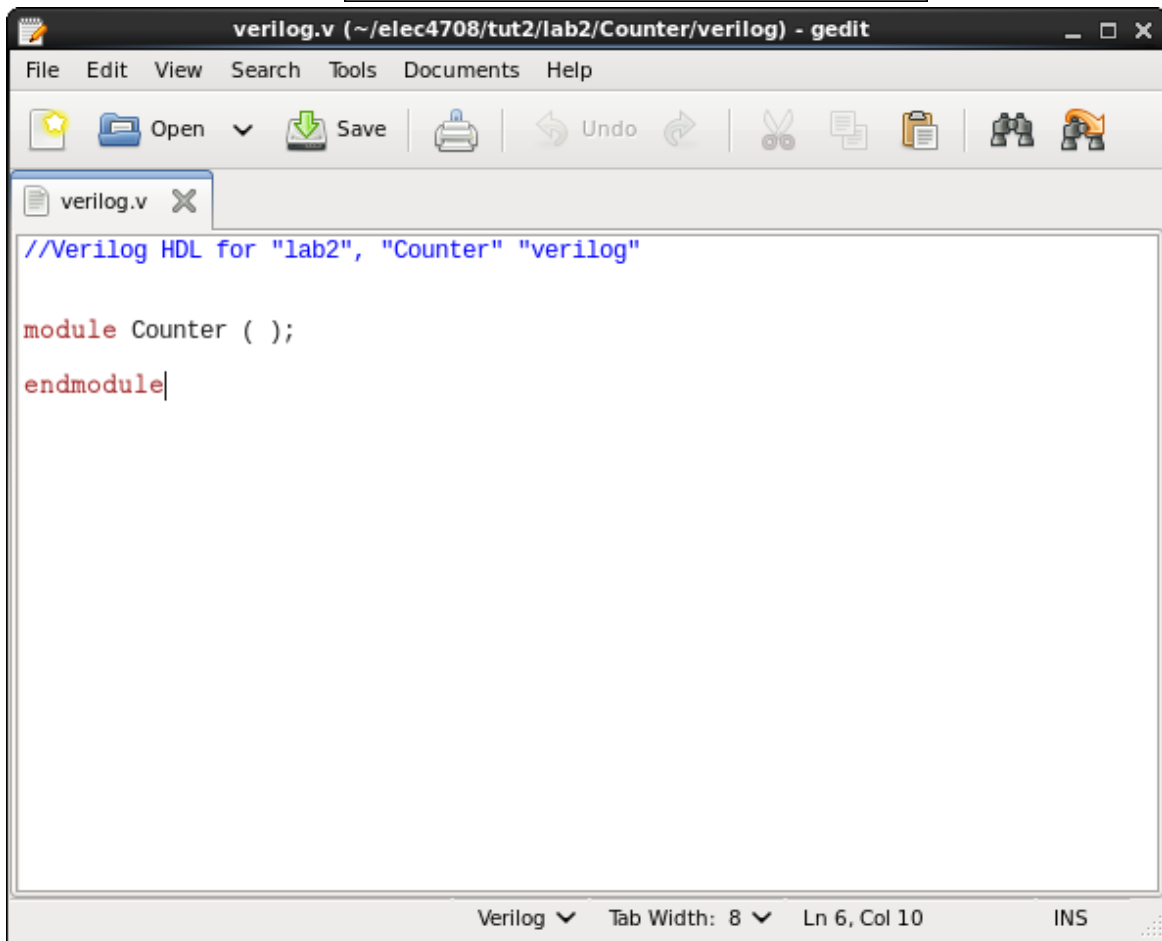 verilog.v (~/elec4708/tut2/lab2/Counter/verilog) - gedit
File Edit View Search Tools Documents Help
Open Save Undo
verilog.v
//Verilog HDL for "lab2", "Counter" "verilog"
module Counter ( );
endmodule
Verilog Tab Width: 8 Ln 6, Col 10 INS